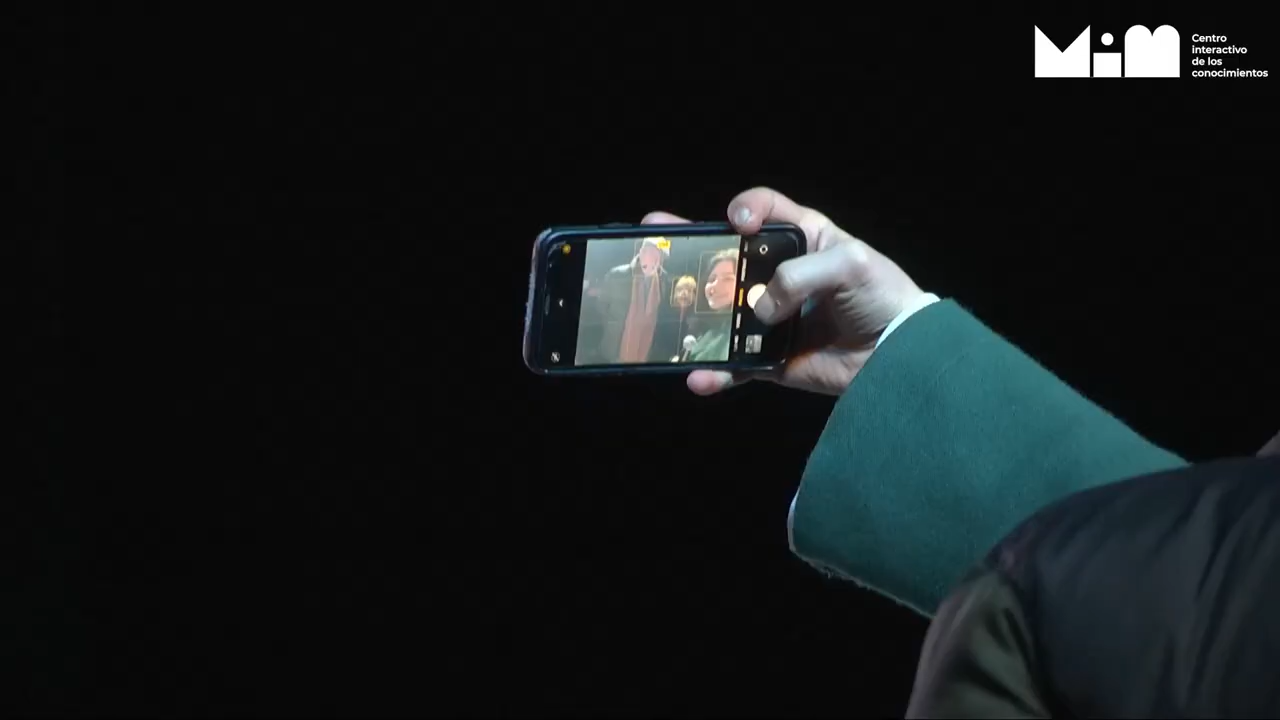 MiM
Centro
interactivo
de los
conocimientos